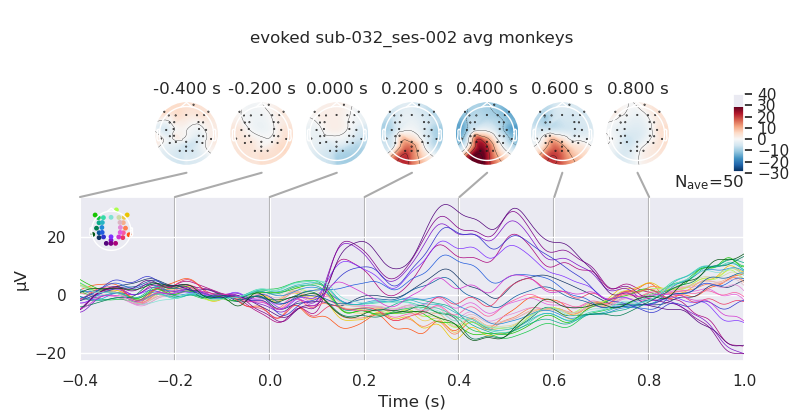 evoked sub-032_ses-002 avg monkeys
-0.400 s -0.200 s 0.000 s 0.200 s 0.400 s 0.600 s 0.800 s
40
30
20
10
0
−10
−20
−30
Nave=50
20
0
−20
µV
−0.4 −0.2 0.0 0.2 0.4 0.6 0.8 1.0
Time (s)